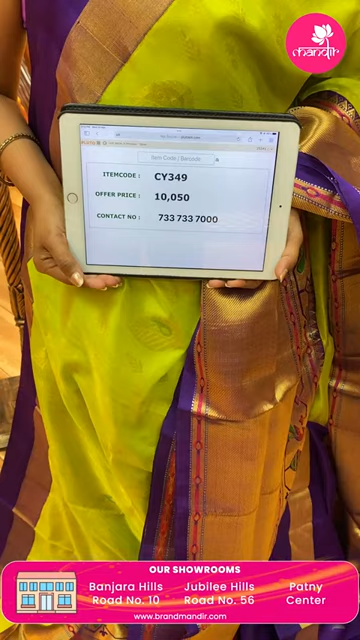 mandir
Item Code / Barcode
ITEMCODE : CY349
OFFER PRICE : 10,050
CONTACT NO : 733 733 7000
OUR SHOWROOMS
Banjara Hills Jubilee Hills Patny
Road No. 10 Road No. 56 Center
www.brandmandir.com